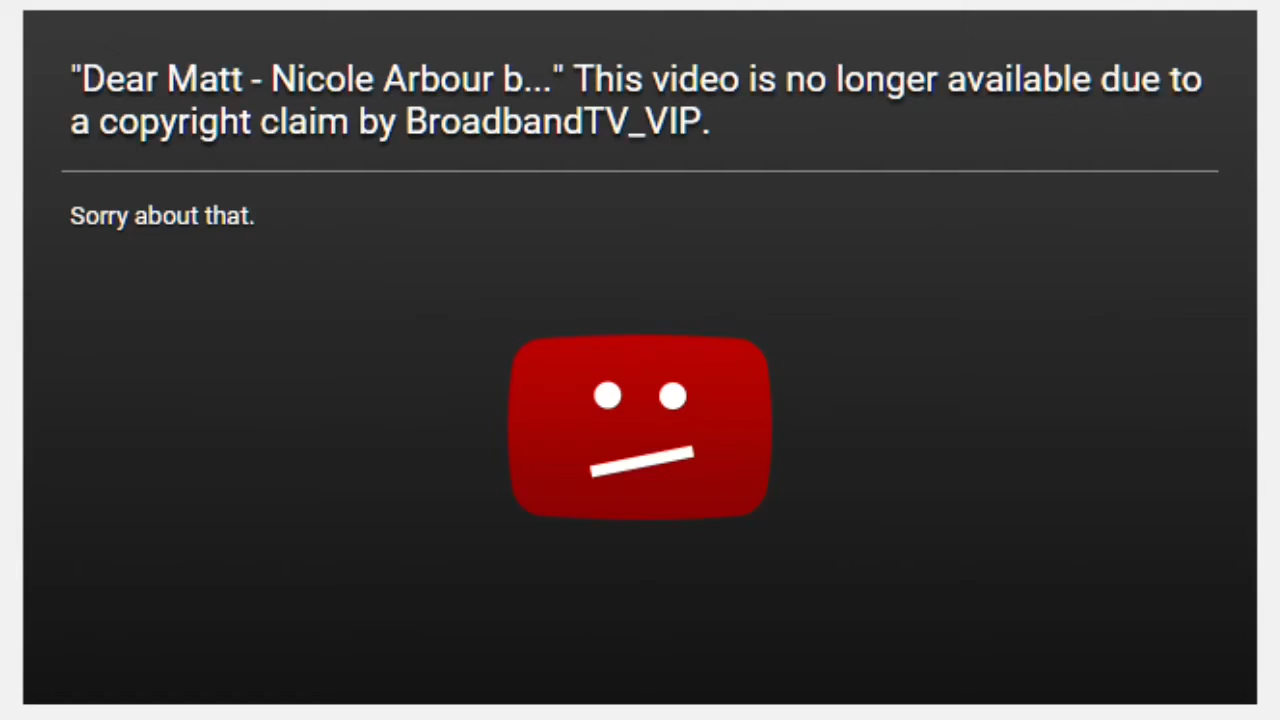 "Dear Matt - Nicole Arbour b..." This video is no longer available due to
a copyright claim by BroadbandTV_VIP.
Sorry about that.